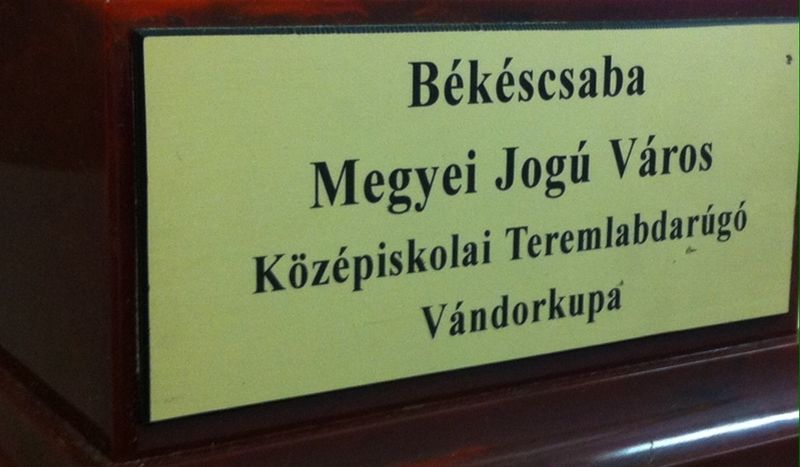 Békéscsaba
Megyei Jogú Város
Középiskolai Teremlabdarúgó
Vándorkupa